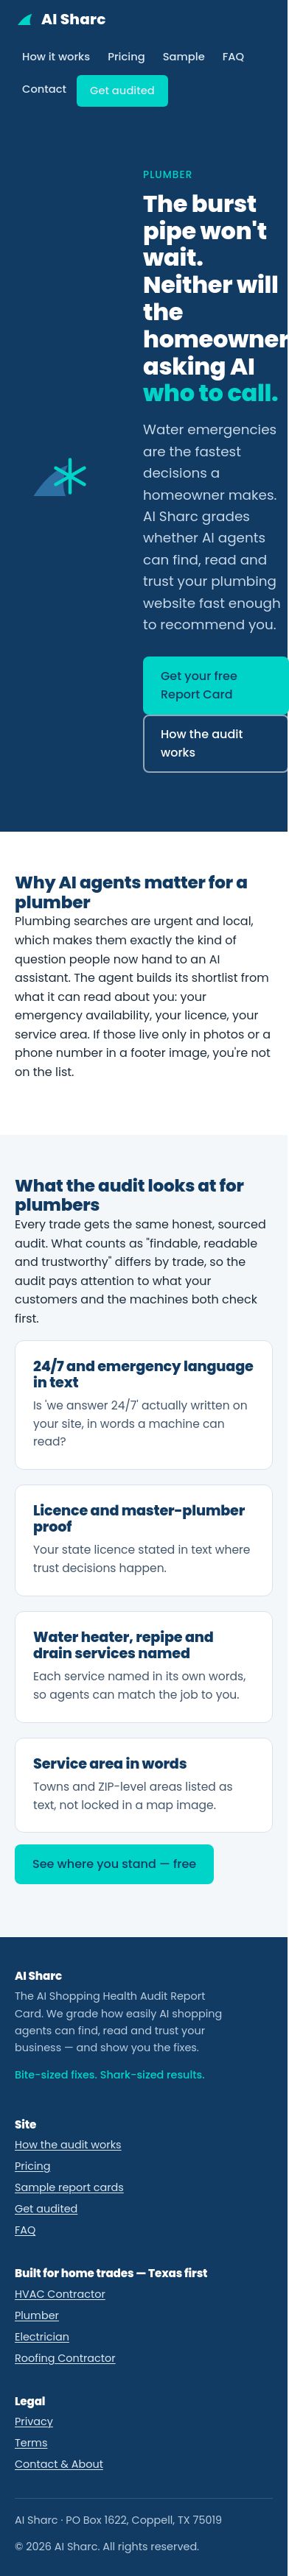 AI Sharc
How it works Pricing Sample FAQ
Contact Get audited
PLUMBER
The burst
pipe won't
wait.
Neither will
the
homeowner
asking AI
who to call.
Water emergencies
are the fastest
decisions a
homeowner makes.
AI Sharc grades
whether AI agents
can find, read and
trust your plumbing
website fast enough
to recommend you.
Get your free
Report Card
How the audit
works
Why AI agents matter for a
plumber
Plumbing searches are urgent and local,
which makes them exactly the kind of
question people now hand to an AI
assistant. The agent builds its shortlist from
what it can read about you: your
emergency availability, your licence, your
service area. If those live only in photos or a
phone number in a footer image, you're not
on the list.
What the audit looks at for
plumbers
Every trade gets the same honest, sourced
audit. What counts as "findable, readable
and trustworthy" differs by trade, so the
audit pays attention to what your
customers and the machines both check
first.
24/7 and emergency language
in text
Is 'we answer 24/7' actually written on
your site, in words a machine can
read?
Licence and master-plumber
proof
Your state licence stated in text where
trust decisions happen.
Water heater, repipe and
drain services named
Each service named in its own words,
so agents can match the job to you.
Service area in words
Towns and ZIP-level areas listed as
text, not locked in a map image.
See where you stand — free
AI Sharc
The AI Shopping Health Audit Report
Card. We grade how easily AI shopping
agents can find, read and trust your
business — and show you the fixes.
Bite-sized fixes. Shark-sized results.
Site
How the audit works
Pricing
Sample report cards
Get audited
FAQ
Built for home trades — Texas first
HVAC Contractor
Plumber
Electrician
Roofing Contractor
Legal
Privacy
Terms
Contact & About
AI Sharc · PO Box 1622, Coppell, TX 75019
© 2026 AI Sharc. All rights reserved.